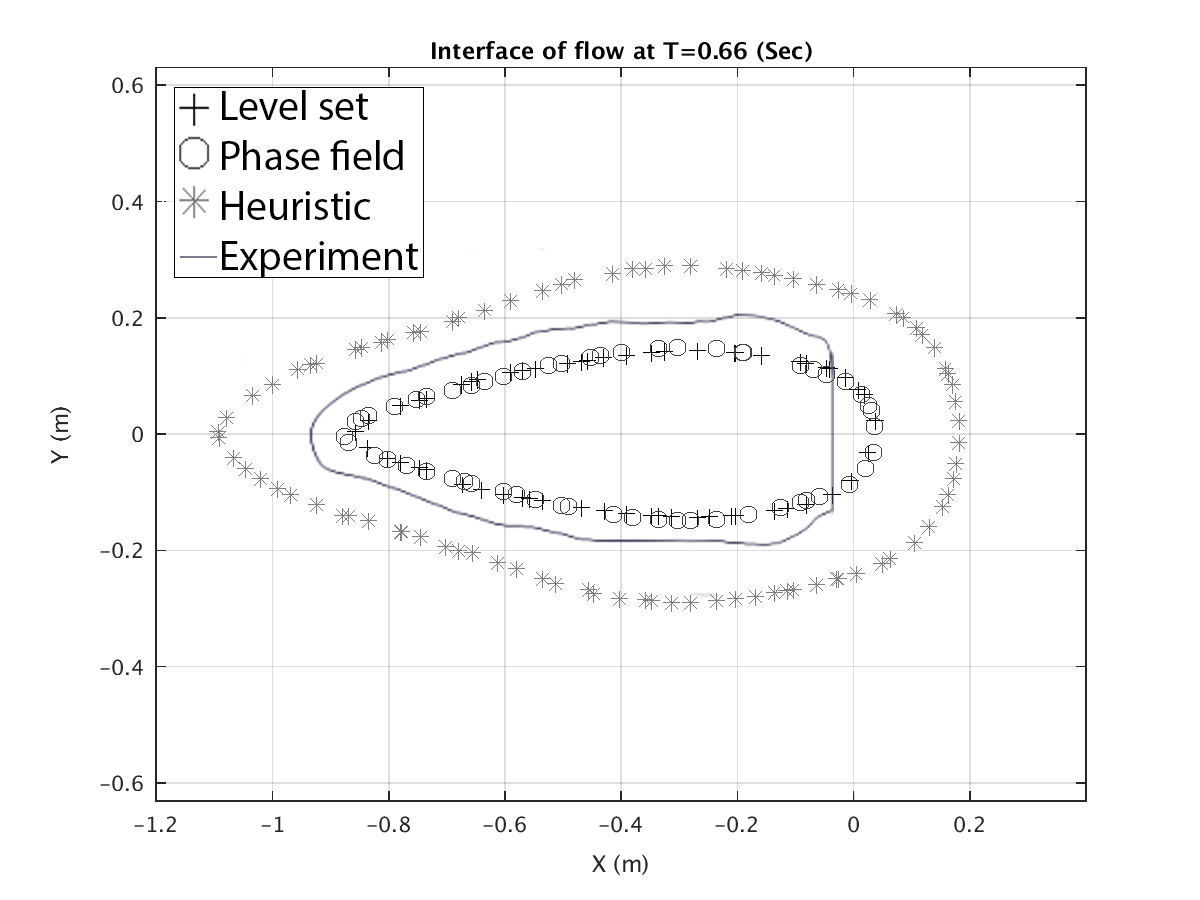 Interface of flow at T=0.66 (Sec)
0.6
Level set
Phase field
0.4
Heuristic
Experiment
0.2
Y (m)
0
-0.2
-0.4
-0.6
-1.2 -1 -0.8 -0.6 -0.4 -0.2 0 0.2
X (m)